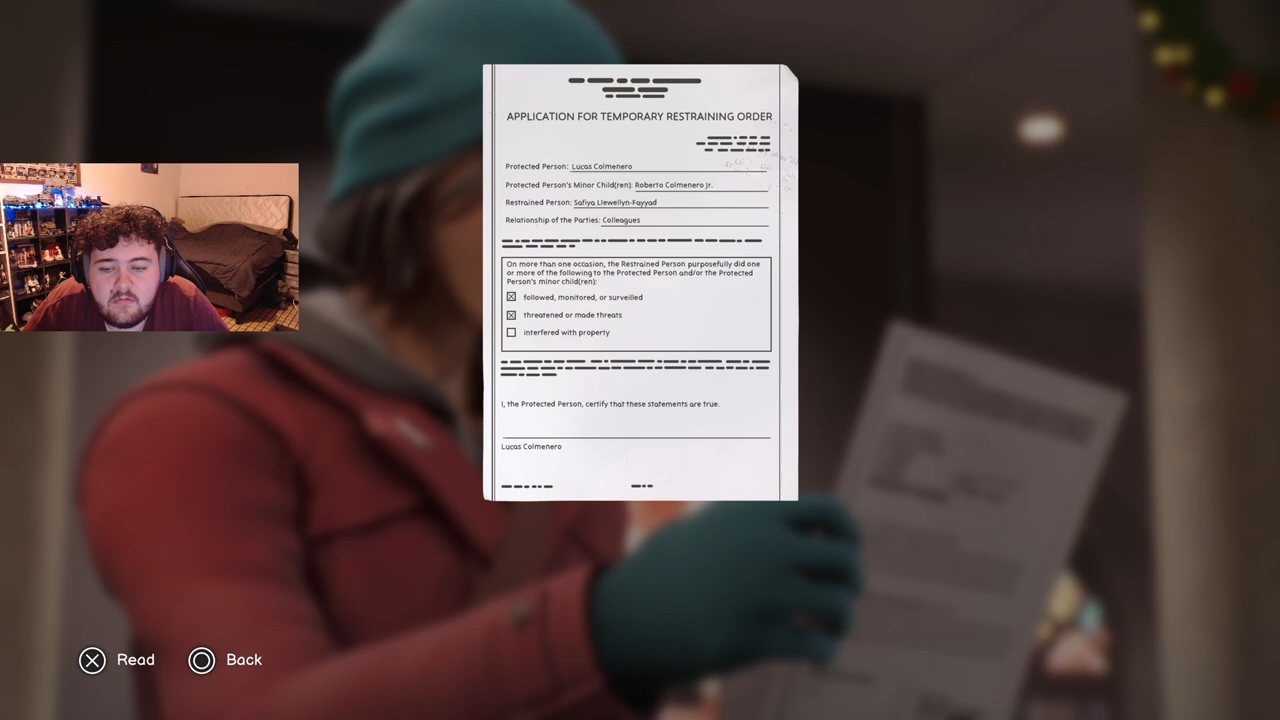 APPLICATION FOR TEMPORARY RESTRAINING ORDER
Protected Person: Lucas Colmenero
Protected Person's Minor Child(ren): Roberto Colmenero Jr.
Restrained Person: Safiya Llewellyn-Fayyad
Relationship of the Parties: Colleagues
On more than one occasion, the Restrained Person purposefully did one
or more of the following to the Protected Person and/or the Protected
Person's minor child(ren):
followed, monitored, or surveilled
threatened or made threats
interfered with property
I, the Protected Person, certify that these statements are true.
Lucas Colmenero
Read
Back